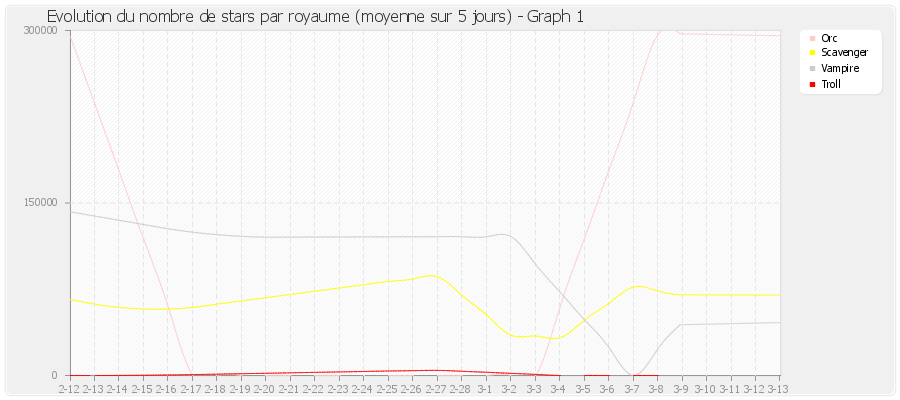 Evolution du nombre de stars par royaume (moyenne sur 5 jours) - Graph 1
300000
150000
0
Orc
Scavenger
Vampire
Troll
2-12 2-13 2-14 2-15 2-16 2-17 2-18 2-19 2-20 2-21 2-22 2-23 2-24 2-25 2-26 2-27 2-28 3-1 3-2 3-3 3-4 3-5 3-6 3-7 3-8 3-9 3-10 3-11 3-12 3-13